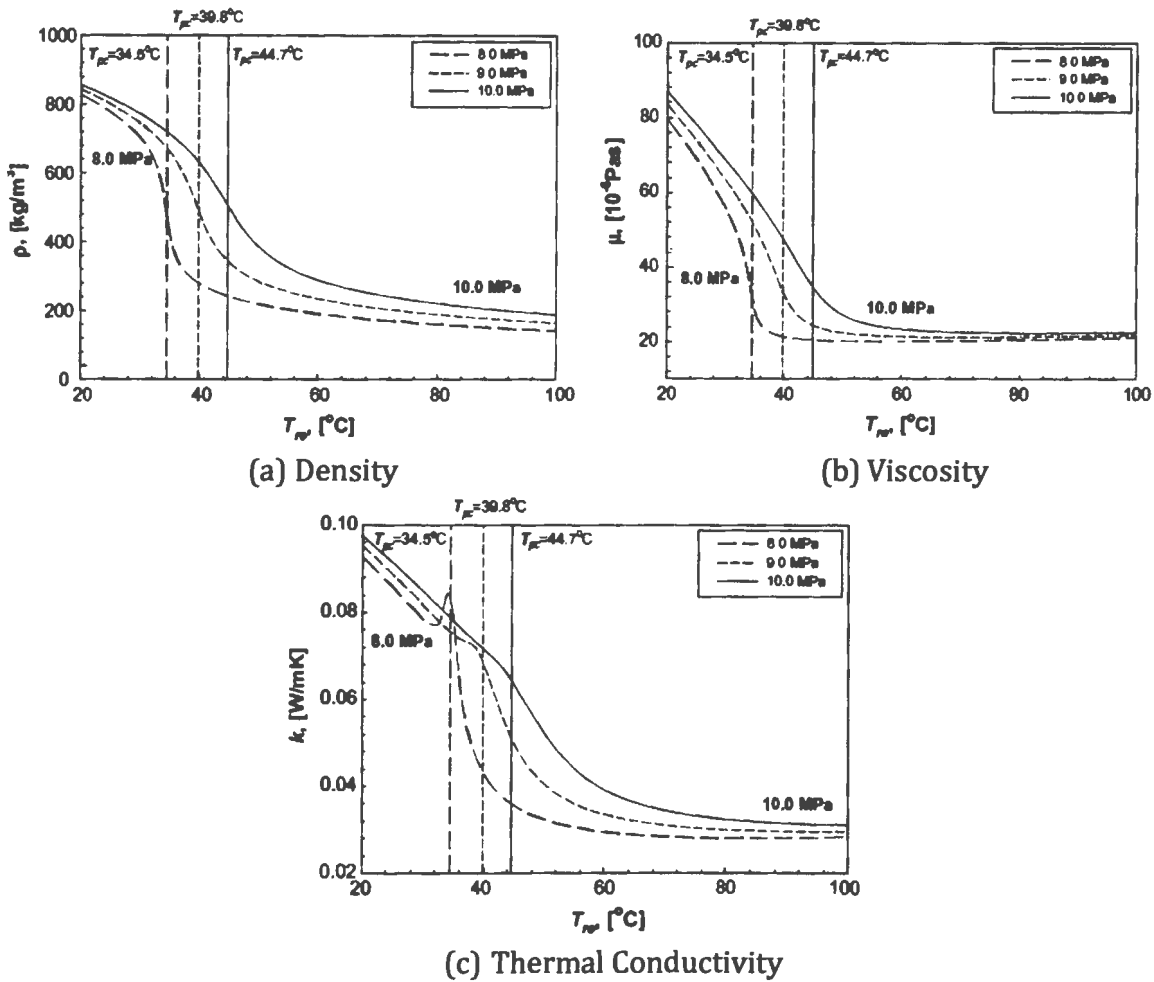 T_pc=39.8°C
T_pc=34.5°C
T_pc=44.7°C
8.0 MPa
9.0 MPa
10.0 MPa
1000
800
600
400
200
0
ρ, [kg/m³]
8.0 MPa
10.0 MPa
20
40
60
80
100
T_re, [°C]
(a) Density
T_pc=39.8°C
T_pc=34.5°C
T_pc=44.7°C
8.0 MPa
9.0 MPa
10.0 MPa
100
80
60
40
20
μ, [10⁻⁶Pas]
8.0 MPa
10.0 MPa
20
40
60
80
100
T_re, [°C]
(b) Viscosity
T_pc=39.8°C
T_pc=34.5°C
T_pc=44.7°C
8.0 MPa
9.0 MPa
10.0 MPa
0.10
0.08
0.06
0.04
0.02
k, [W/mK]
8.0 MPa
10.0 MPa
20
40
60
80
100
T_re, [°C]
(c) Thermal Conductivity